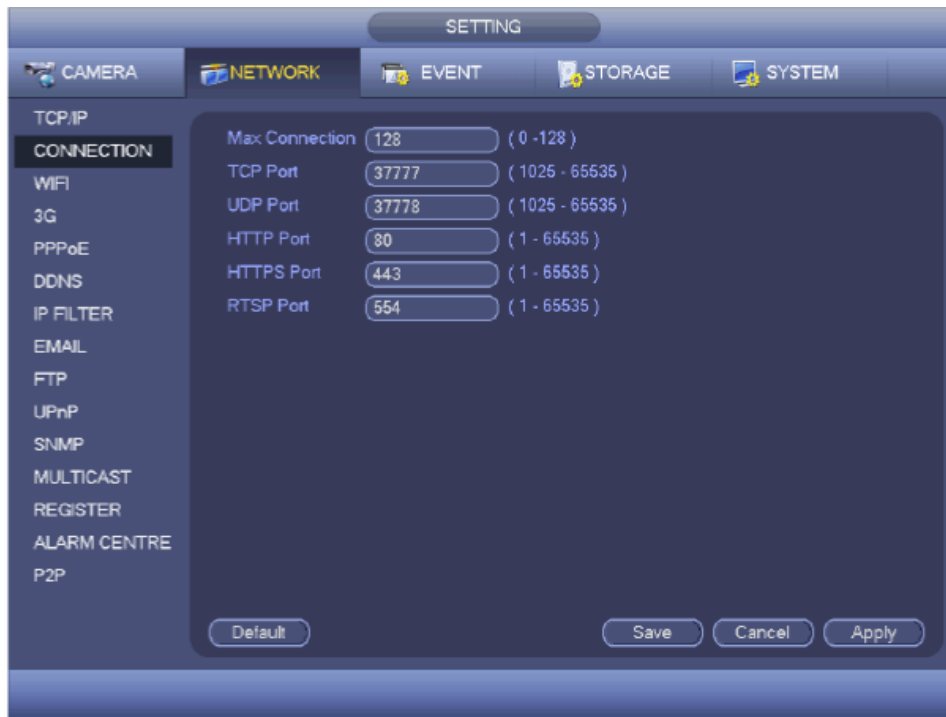 SETTING
CAMERA NETWORK EVENT STORAGE SYSTEM
TCP/IP
CONNECTION
WIFI
3G
PPPoE
DDNS
IP FILTER
EMAIL
FTP
UPnP
SNMP
MULTICAST
REGISTER
ALARM CENTRE
P2P
Max Connection 128 ( 0 -128 )
TCP Port 37777 ( 1025 - 65535 )
UDP Port 37778 ( 1025 - 65535 )
HTTP Port 80 ( 1 - 65535 )
HTTPS Port 443 ( 1 - 65535 )
RTSP Port 554 ( 1 - 65535 )
Default Save Cancel Apply